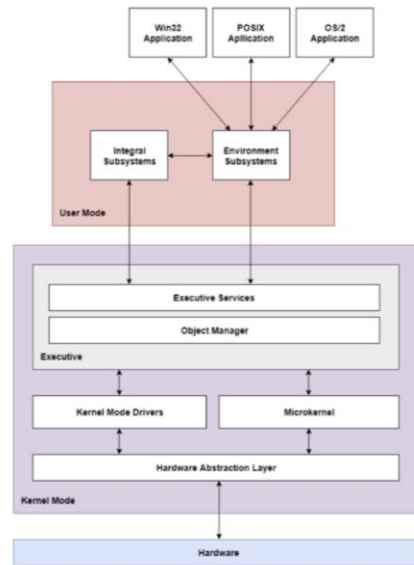 Win32
Application
POSIX
Apllication
OS/2
Application
Integral
Subsystems
Environment
Subsystems
User Mode
Executive Services
Object Manager
Executive
Kernel Mode Drivers
Microkernel
Hardware Abstraction Layer
Kernel Mode
Hardware